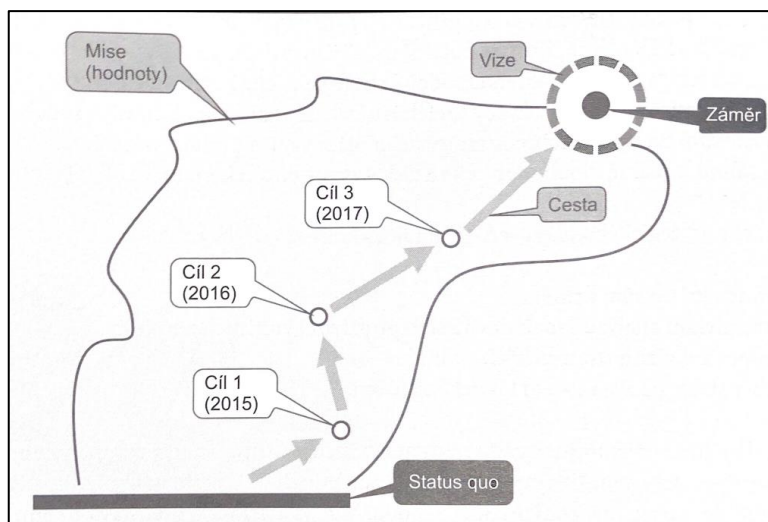 Mise
(hodnoty)
Vize
Záměr
Cíl 3
(2017)
Cesta
Cíl 2
(2016)
Cíl 1
(2015)
Status quo